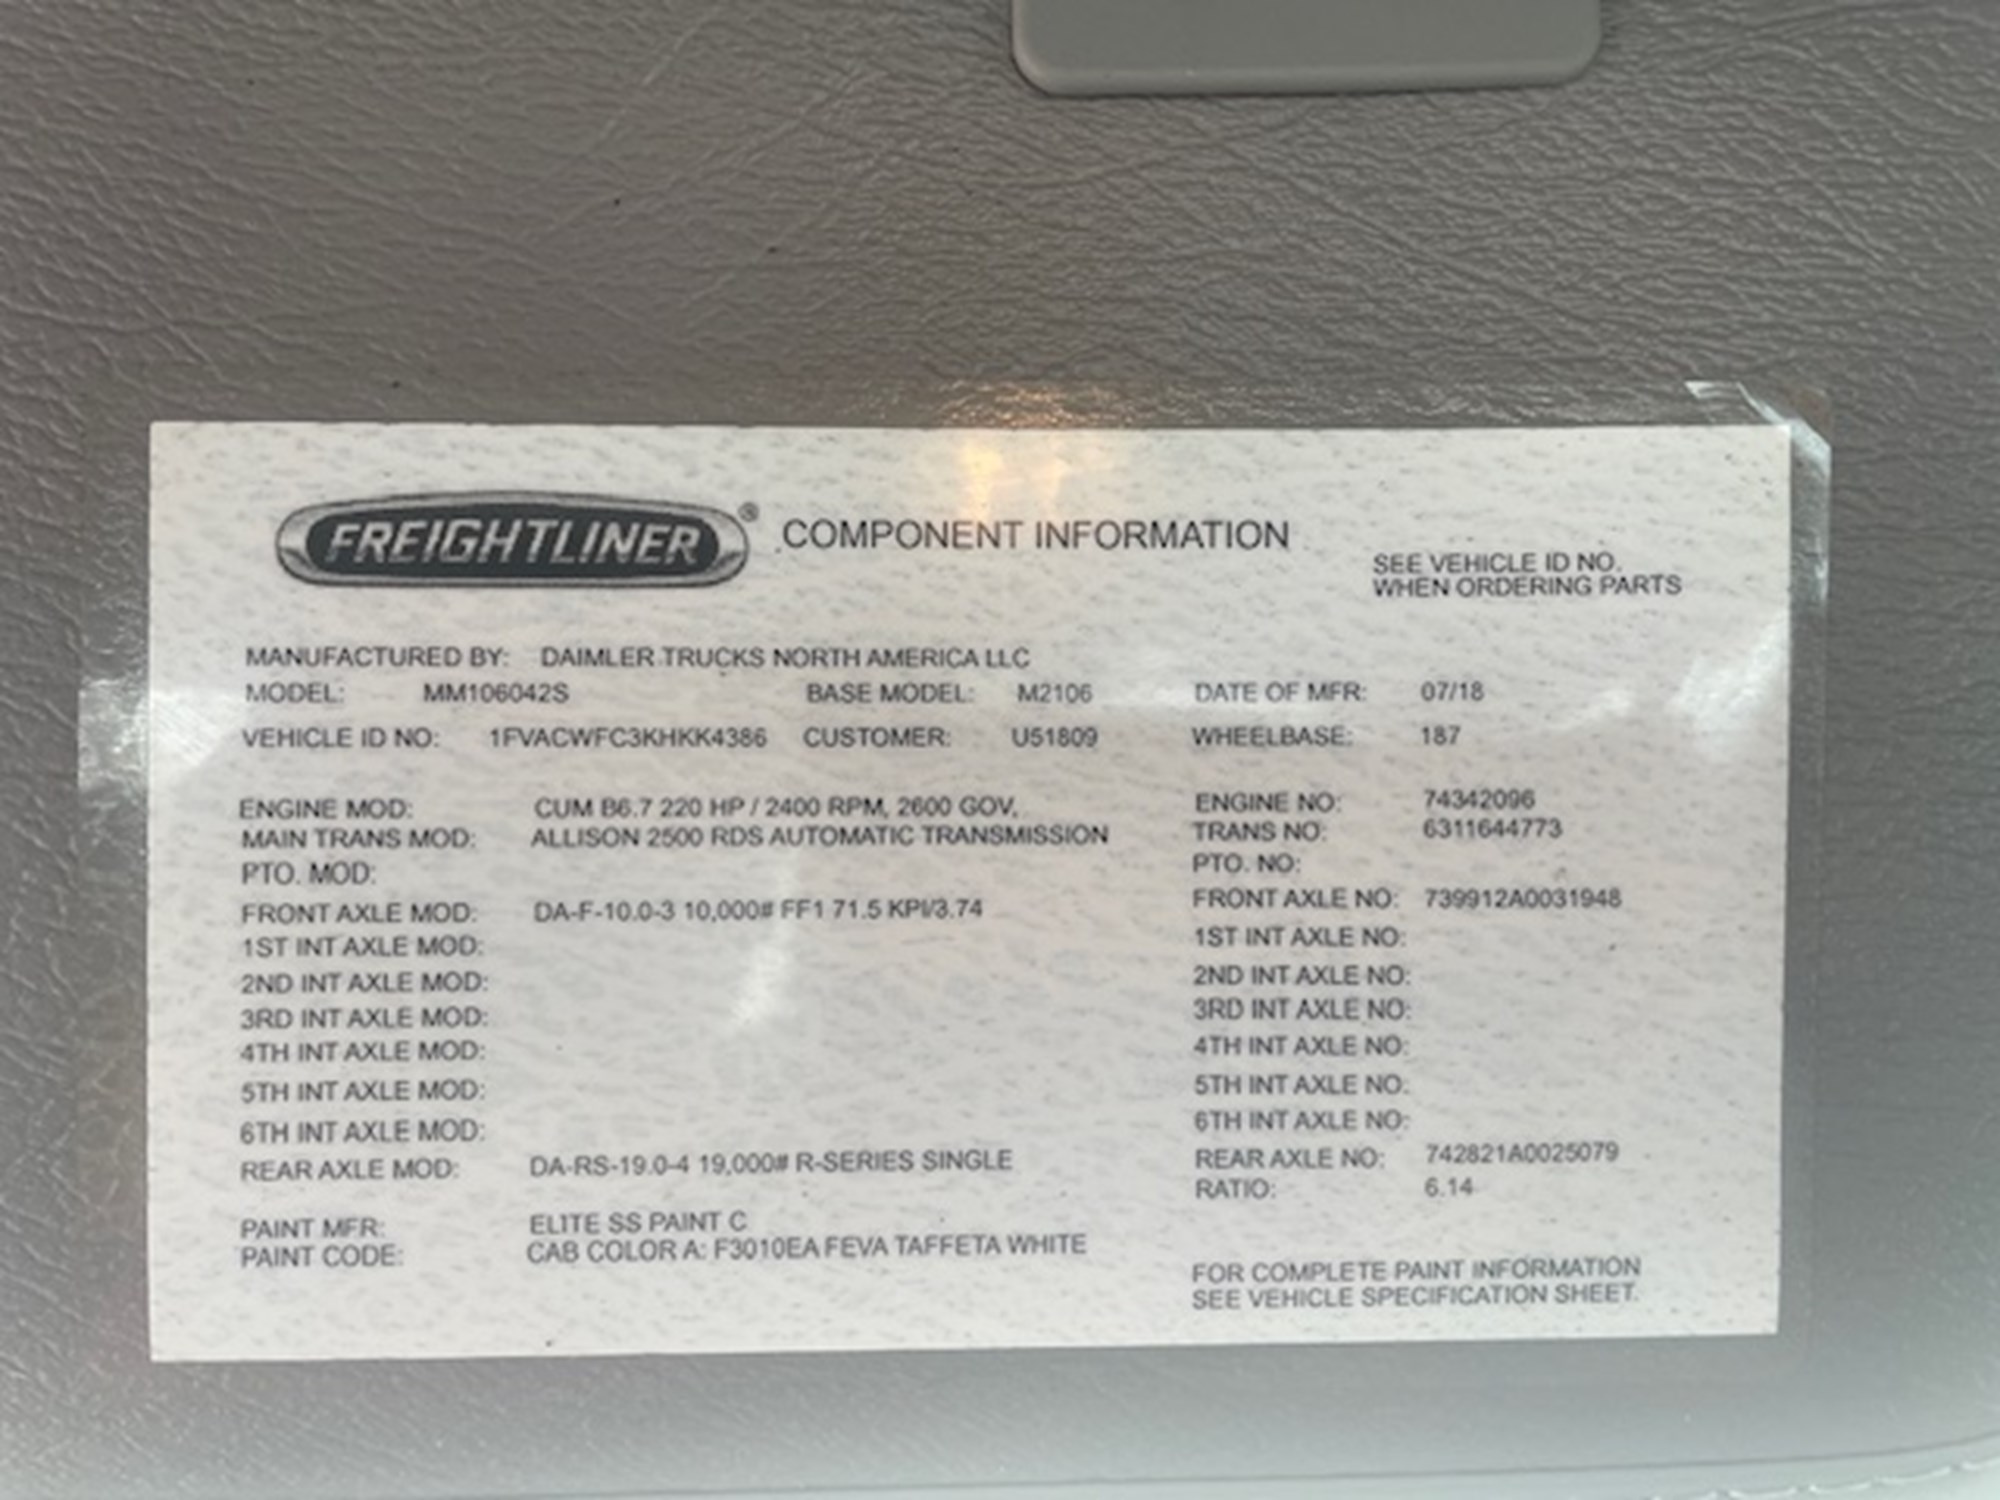 FREIGHTLINER® COMPONENT INFORMATION
SEE VEHICLE ID NO.
WHEN ORDERING PARTS
MANUFACTURED BY: DAIMLER TRUCKS NORTH AMERICA LLC
MODEL: MM106042S BASE MODEL: M2106 DATE OF MFR: 07/18
VEHICLE ID NO: 1FVACWFC3KHKK4386 CUSTOMER: U51809 WHEELBASE: 187
ENGINE MOD: CUM B6.7 220 HP / 2400 RPM, 2600 GOV, ENGINE NO: 74342096
MAIN TRANS MOD: ALLISON 2500 RDS AUTOMATIC TRANSMISSION TRANS NO: 6311644773
PTO. MOD: PTO. NO:
FRONT AXLE MOD: DA-F-10.0-3 10,000# FF1 71.5 KPI/3.74 FRONT AXLE NO: 739912A0031948
1ST INT AXLE MOD: 1ST INT AXLE NO:
2ND INT AXLE MOD: 2ND INT AXLE NO:
3RD INT AXLE MOD: 3RD INT AXLE NO:
4TH INT AXLE MOD: 4TH INT AXLE NO:
5TH INT AXLE MOD: 5TH INT AXLE NO:
6TH INT AXLE MOD: 6TH INT AXLE NO:
REAR AXLE MOD: DA-RS-19.0-4 19,000# R-SERIES SINGLE REAR AXLE NO: 742821A0025079
RATIO: 6.14
PAINT MFR: ELITE SS PAINT C
PAINT CODE: CAB COLOR A: F3010EA FEVA TAFFETA WHITE
FOR COMPLETE PAINT INFORMATION
SEE VEHICLE SPECIFICATION SHEET.